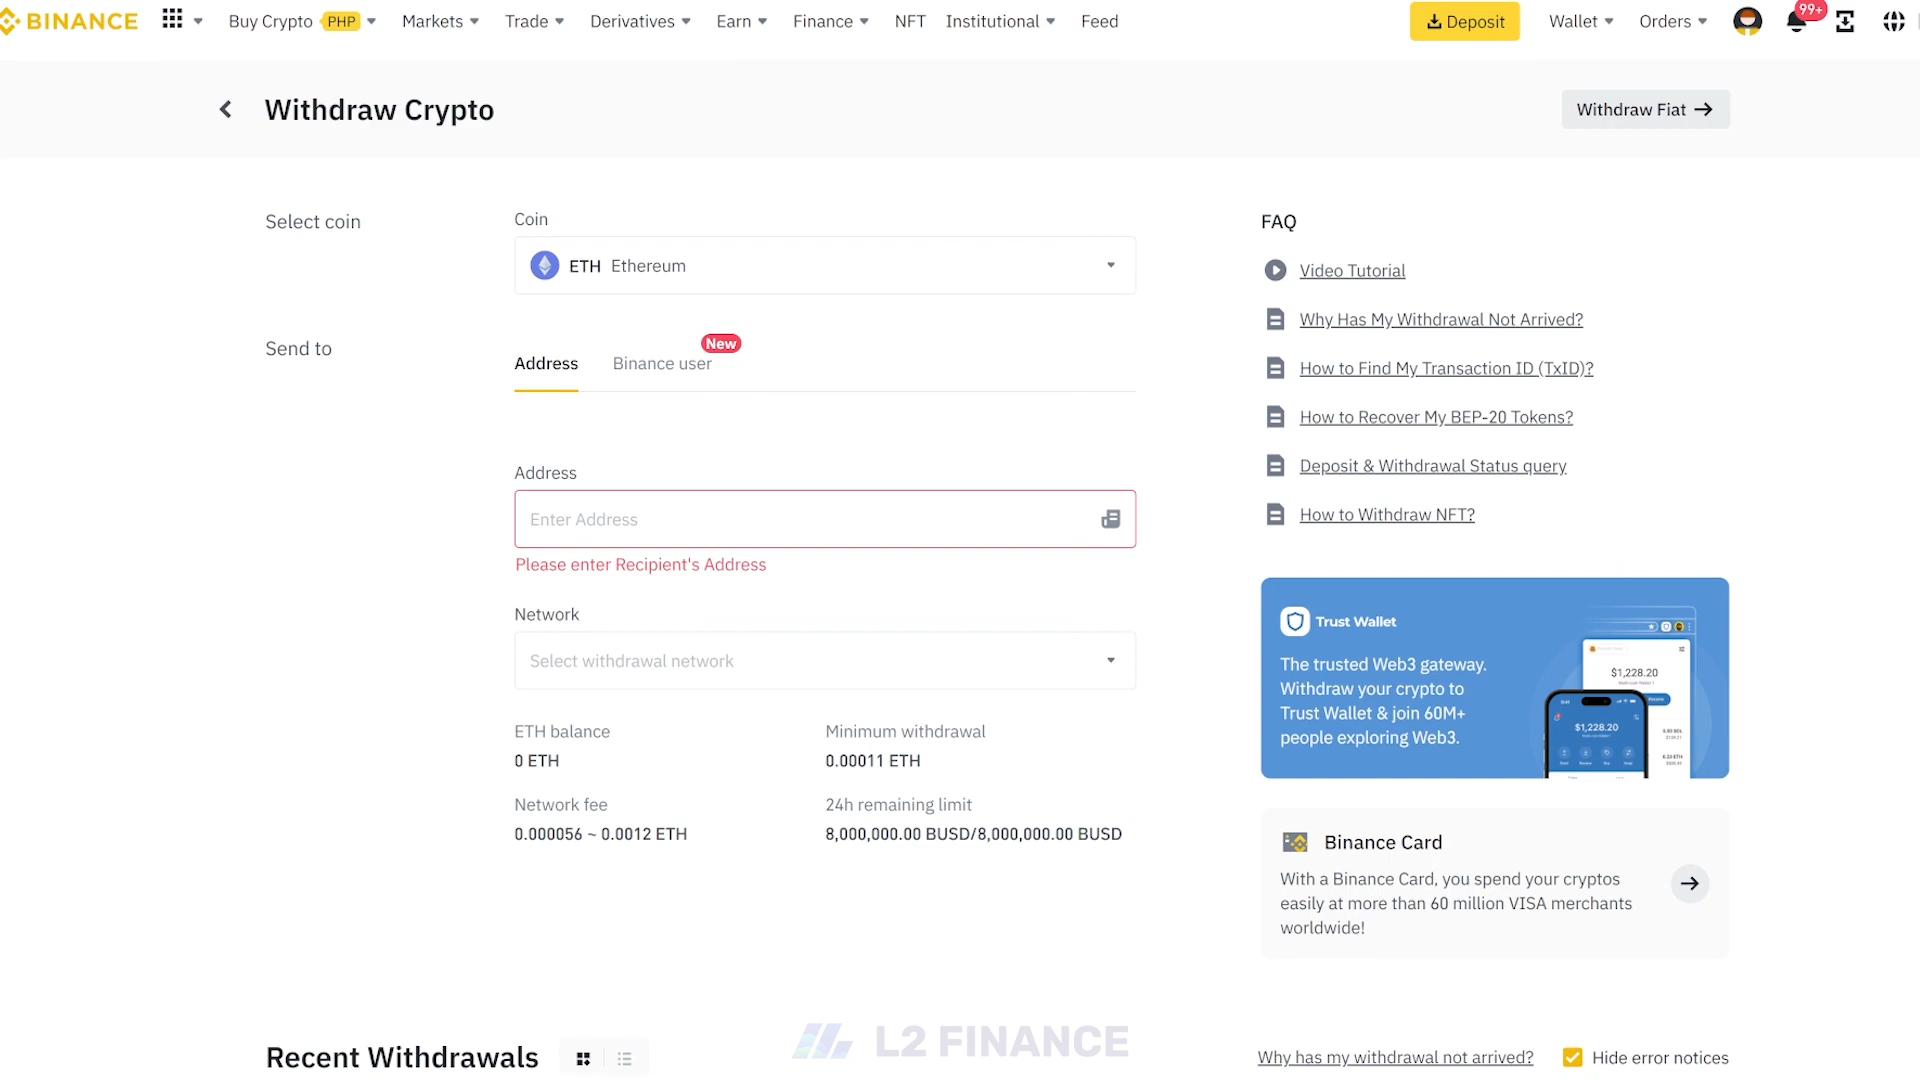 BINANCE
Buy Crypto PHP
Markets
Trade
Derivatives
Earn
Finance
NFT
Institutional
Feed
Deposit
Wallet
Orders
99+
Withdraw Crypto
Withdraw Fiat
Select coin
Coin
ETH Ethereum
Send to
Address
Binance user
New
Address
Enter Address
Please enter Recipient's Address
Network
Select withdrawal network
ETH balance
0 ETH
Minimum withdrawal
0.00011 ETH
Network fee
0.000056 ~ 0.0012 ETH
24h remaining limit
8,000,000.00 BUSD/8,000,000.00 BUSD
FAQ
Video Tutorial
Why Has My Withdrawal Not Arrived?
How to Find My Transaction ID (TxID)?
How to Recover My BEP-20 Tokens?
Deposit & Withdrawal Status query
How to Withdraw NFT?
Trust Wallet
The trusted Web3 gateway.
Withdraw your crypto to
Trust Wallet & join 60M+
people exploring Web3.
$1,228.20
$1,228.20
Binance Card
With a Binance Card, you spend your cryptos
easily at more than 60 million VISA merchants
worldwide!
L2 FINANCE
Recent Withdrawals
Why has my withdrawal not arrived?
Hide error notices